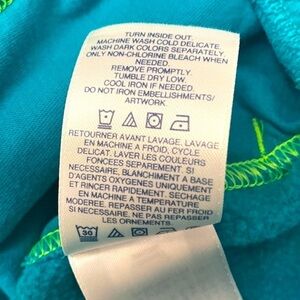 TURN INSIDE OUT.
MACHINE WASH COLD DELICATE.
WASH DARK COLORS SEPARATELY.
ONLY NON-CHLORINE BLEACH WHEN
NEEDED.
REMOVE PROMPTLY.
TUMBLE DRY LOW.
COOL IRON IF NEEDED.
DO NOT IRON EMBELLISHMENTS/
ARTWORK.
RETOURNER AVANT LAVAGE. LAVAGE
EN MACHINE A FROID, CYCLE
DELICAT. LAVER LES COULEURS
FONCEES SEPAREMENT. SI
NECESSAIRE, BLANCHIMENT A BASE
D'AGENTS OXYGENES UNIQUEMENT
ET RINCER RAPIDEMENT. SECHAGE
EN MACHINE A TEMPERATURE
MODEREE. REPASSER AU FER FROID
SI NECESSAIRE. NE PAS REPASSER
LES ORNEMENTS.
30